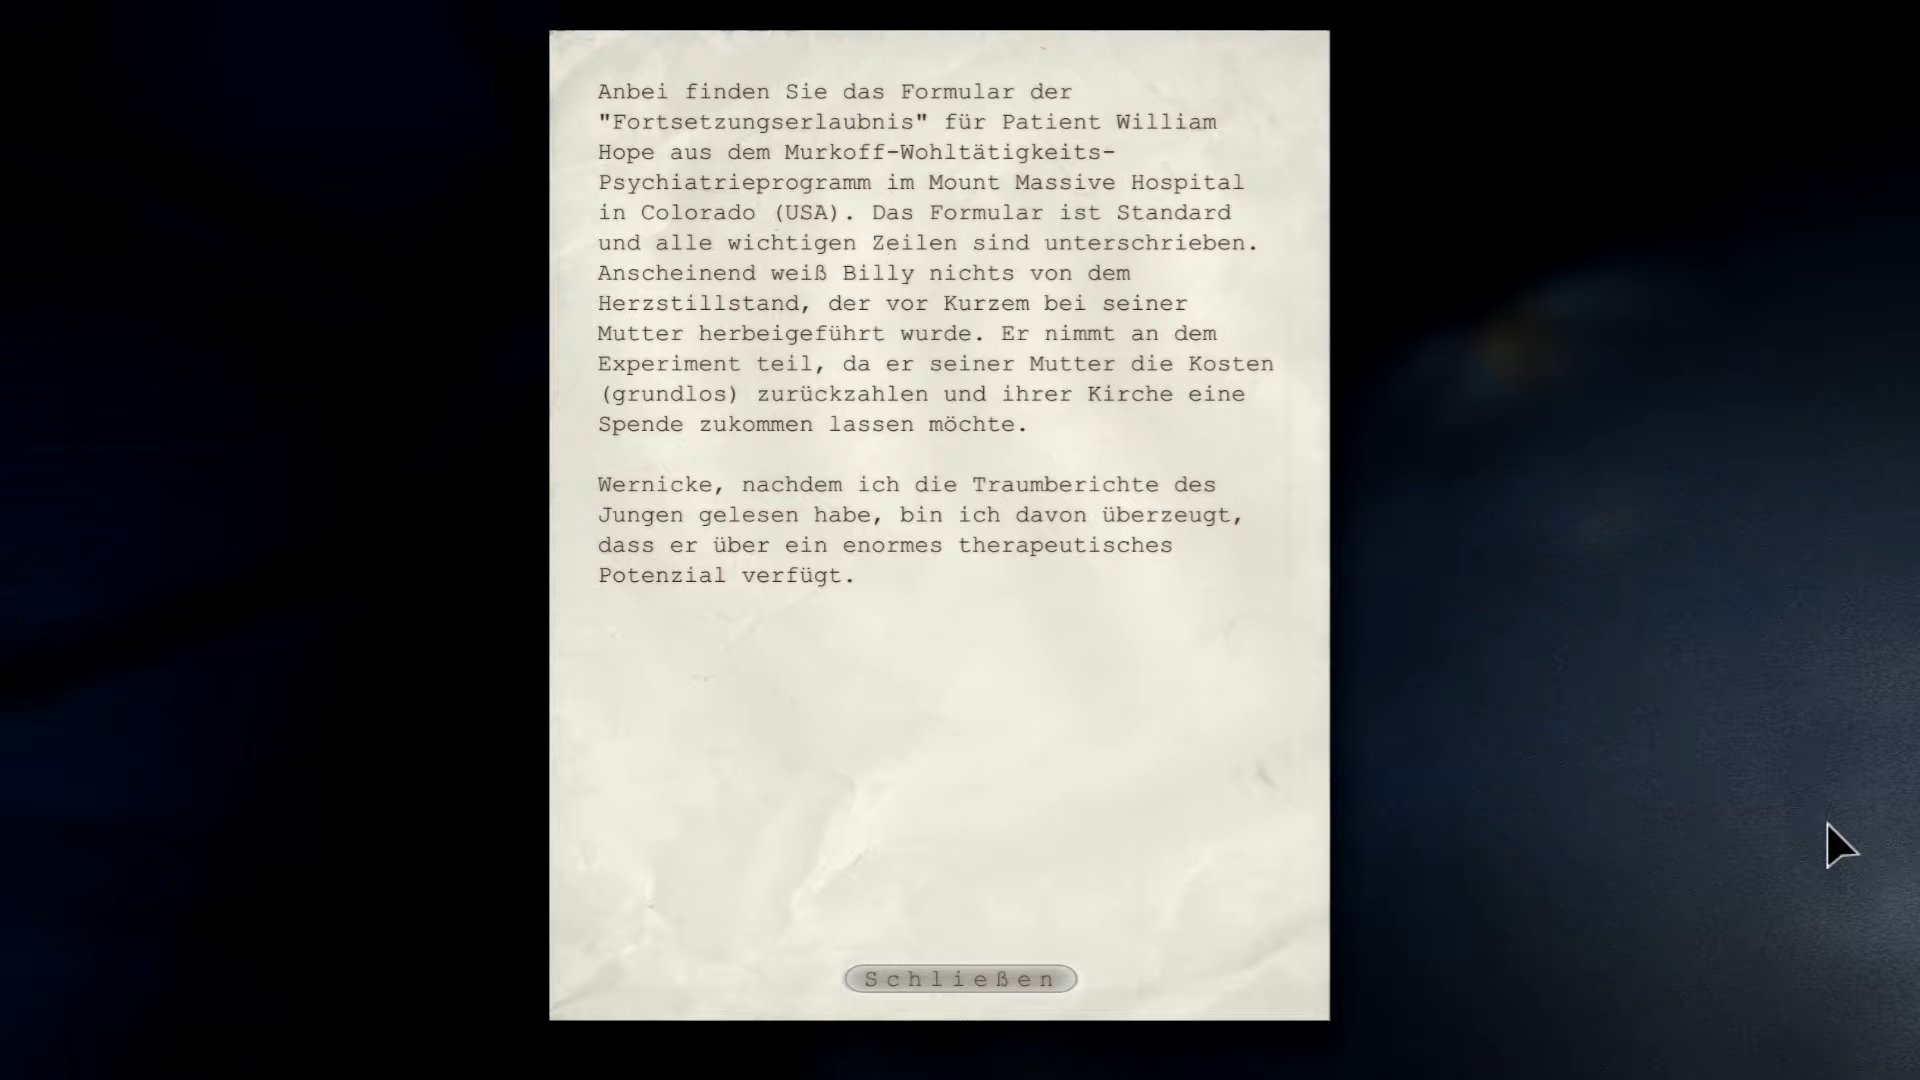 Anbei finden Sie das Formular der
"Fortsetzungserlaubnis" für Patient William
Hope aus dem Murkoff-Wohltätigkeits-
Psychiatrieprogramm im Mount Massive Hospital
in Colorado (USA). Das Formular ist Standard
und alle wichtigen Zeilen sind unterschrieben.
Anscheinend weiß Billy nichts von dem
Herzstillstand, der vor Kurzem bei seiner
Mutter herbeigeführt wurde. Er nimmt an dem
Experiment teil, da er seiner Mutter die Kosten
(grundlos) zurückzahlen und ihrer Kirche eine
Spende zukommen lassen möchte.
Wernicke, nachdem ich die Traumberichte des
Jungen gelesen habe, bin ich davon überzeugt,
dass er über ein enormes therapeutisches
Potenzial verfügt.
Schließen